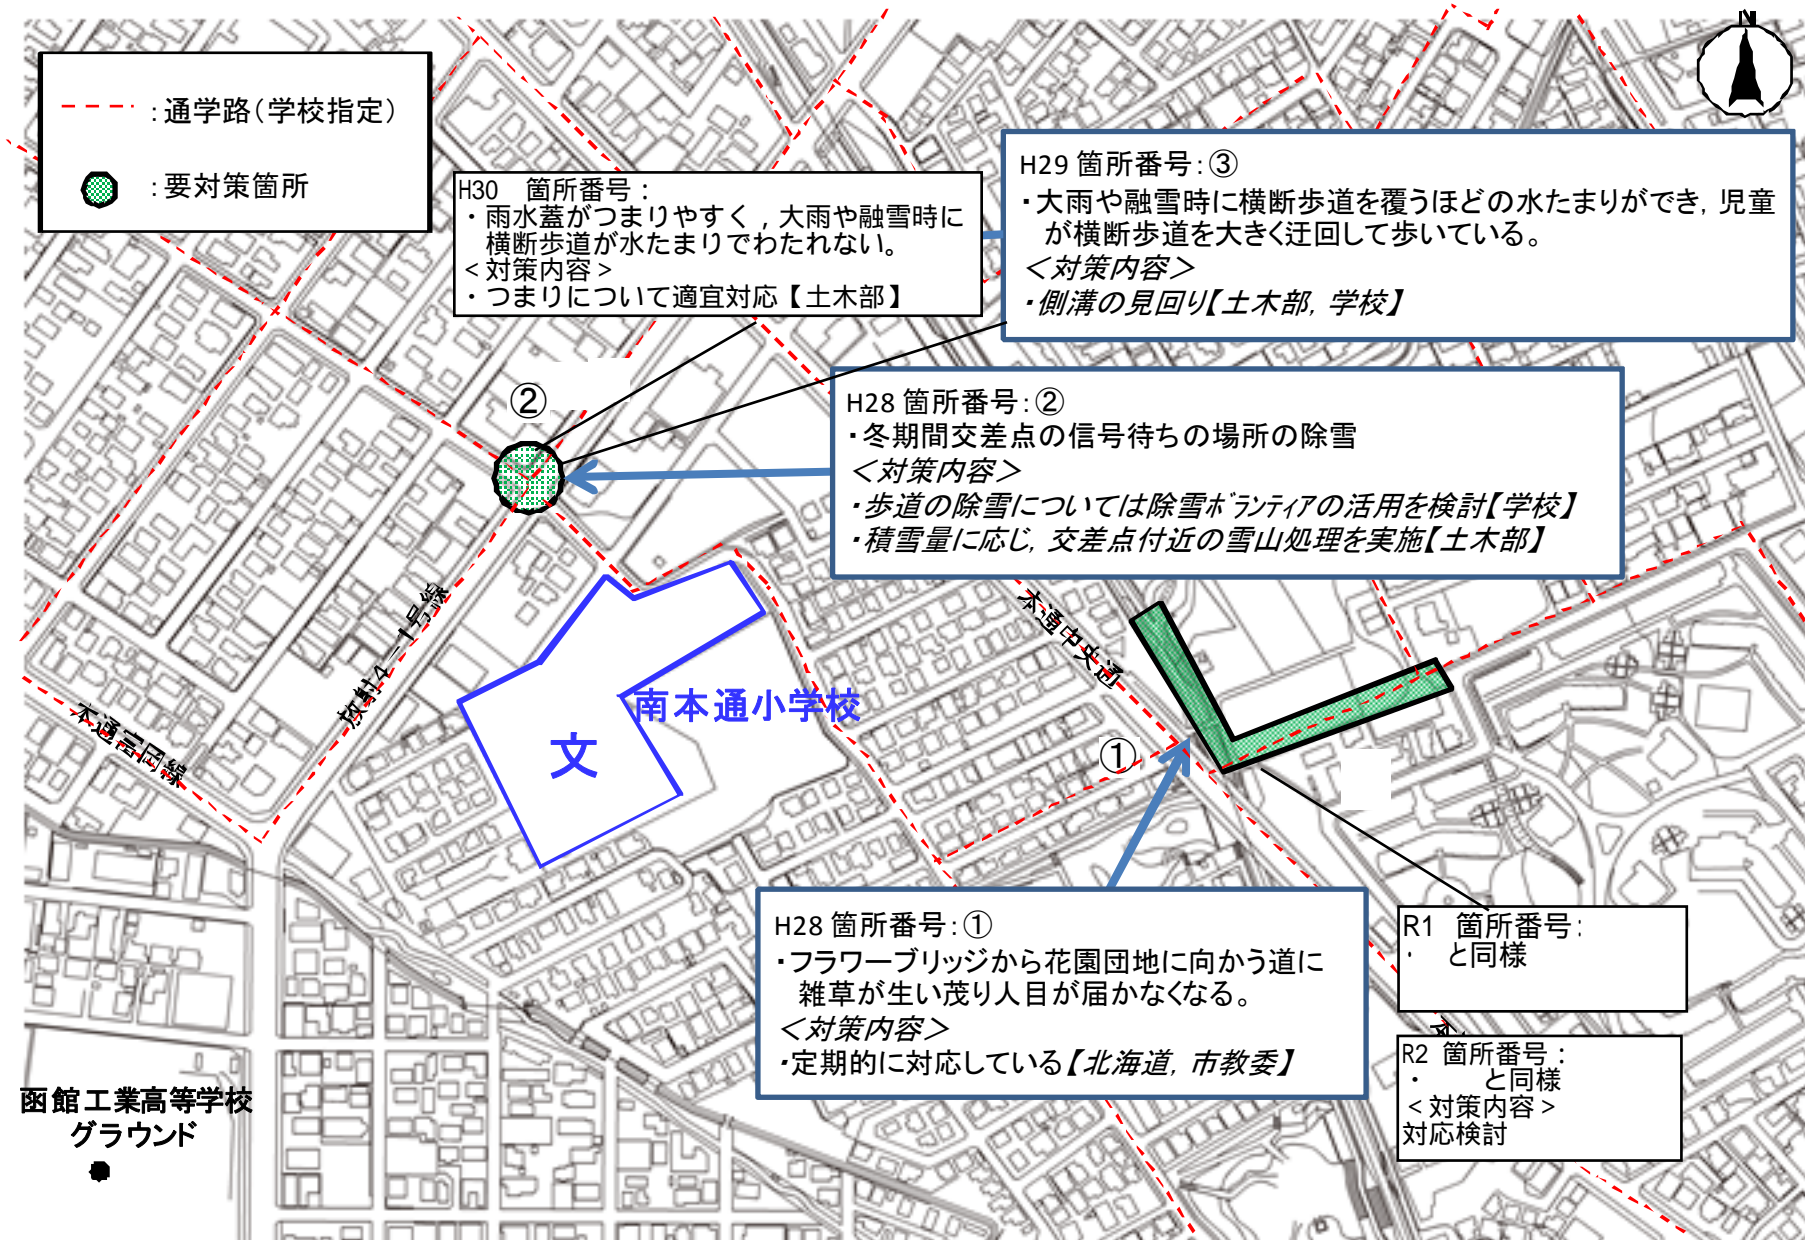 N
:通学路(学校指定)
:要対策箇所
H30 箇所番号:
・雨水蓋がつまりやすく,大雨や融雪時に
横断歩道が水たまりでわたれない。
<対策内容>
・つまりについて適宜対応【土木部】
H29 箇所番号:③
・大雨や融雪時に横断歩道を覆うほどの水たまりができ,児童
が横断歩道を大きく迂回して歩いている。
<対策内容>
・側溝の見回り【土木部,学校】
②
H28 箇所番号:②
・冬期間交差点の信号待ちの場所の除雪
<対策内容>
・歩道の除雪については除雪ボランティアの活用を検討【学校】
・積雪量に応じ,交差点付近の雪山処理を実施【土木部】
放射4-1号線
本通中央通
本通富岡線
南本通小学校
文
①
H28 箇所番号:①
・フラワーブリッジから花園団地に向かう道に
雑草が生い茂り人目が届かなくなる。
<対策内容>
・定期的に対応している【北海道,市教委】
R1 箇所番号:
・ と同様
本
R2 箇所番号:
・ と同様
<対策内容>
対応検討
函館工業高等学校
グラウンド